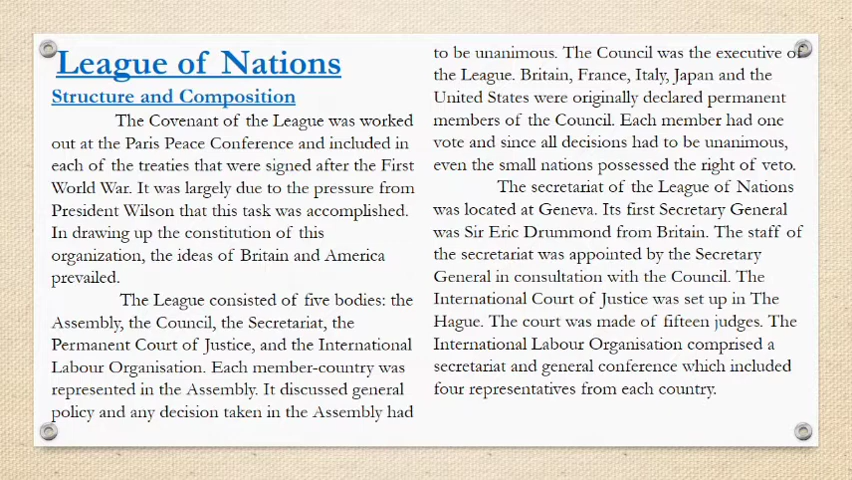 League of Nations
Structure and Composition
The Covenant of the League was worked
out at the Paris Peace Conference and included in
each of the treaties that were signed after the First
World War. It was largely due to the pressure from
President Wilson that this task was accomplished.
In drawing up the constitution of this
organization, the ideas of Britain and America
prevailed.
The League consisted of five bodies: the
Assembly, the Council, the Secretariat, the
Permanent Court of Justice, and the International
Labour Organisation. Each member-country was
represented in the Assembly. It discussed general
policy and any decision taken in the Assembly had
to be unanimous. The Council was the executive of
the League. Britain, France, Italy, Japan and the
United States were originally declared permanent
members of the Council. Each member had one
vote and since all decisions had to be unanimous,
even the small nations possessed the right of veto.
The secretariat of the League of Nations
was located at Geneva. Its first Secretary General
was Sir Eric Drummond from Britain. The staff of
the secretariat was appointed by the Secretary
General in consultation with the Council. The
International Court of Justice was set up in The
Hague. The court was made of fifteen judges. The
International Labour Organisation comprised a
secretariat and general conference which included
four representatives from each country.